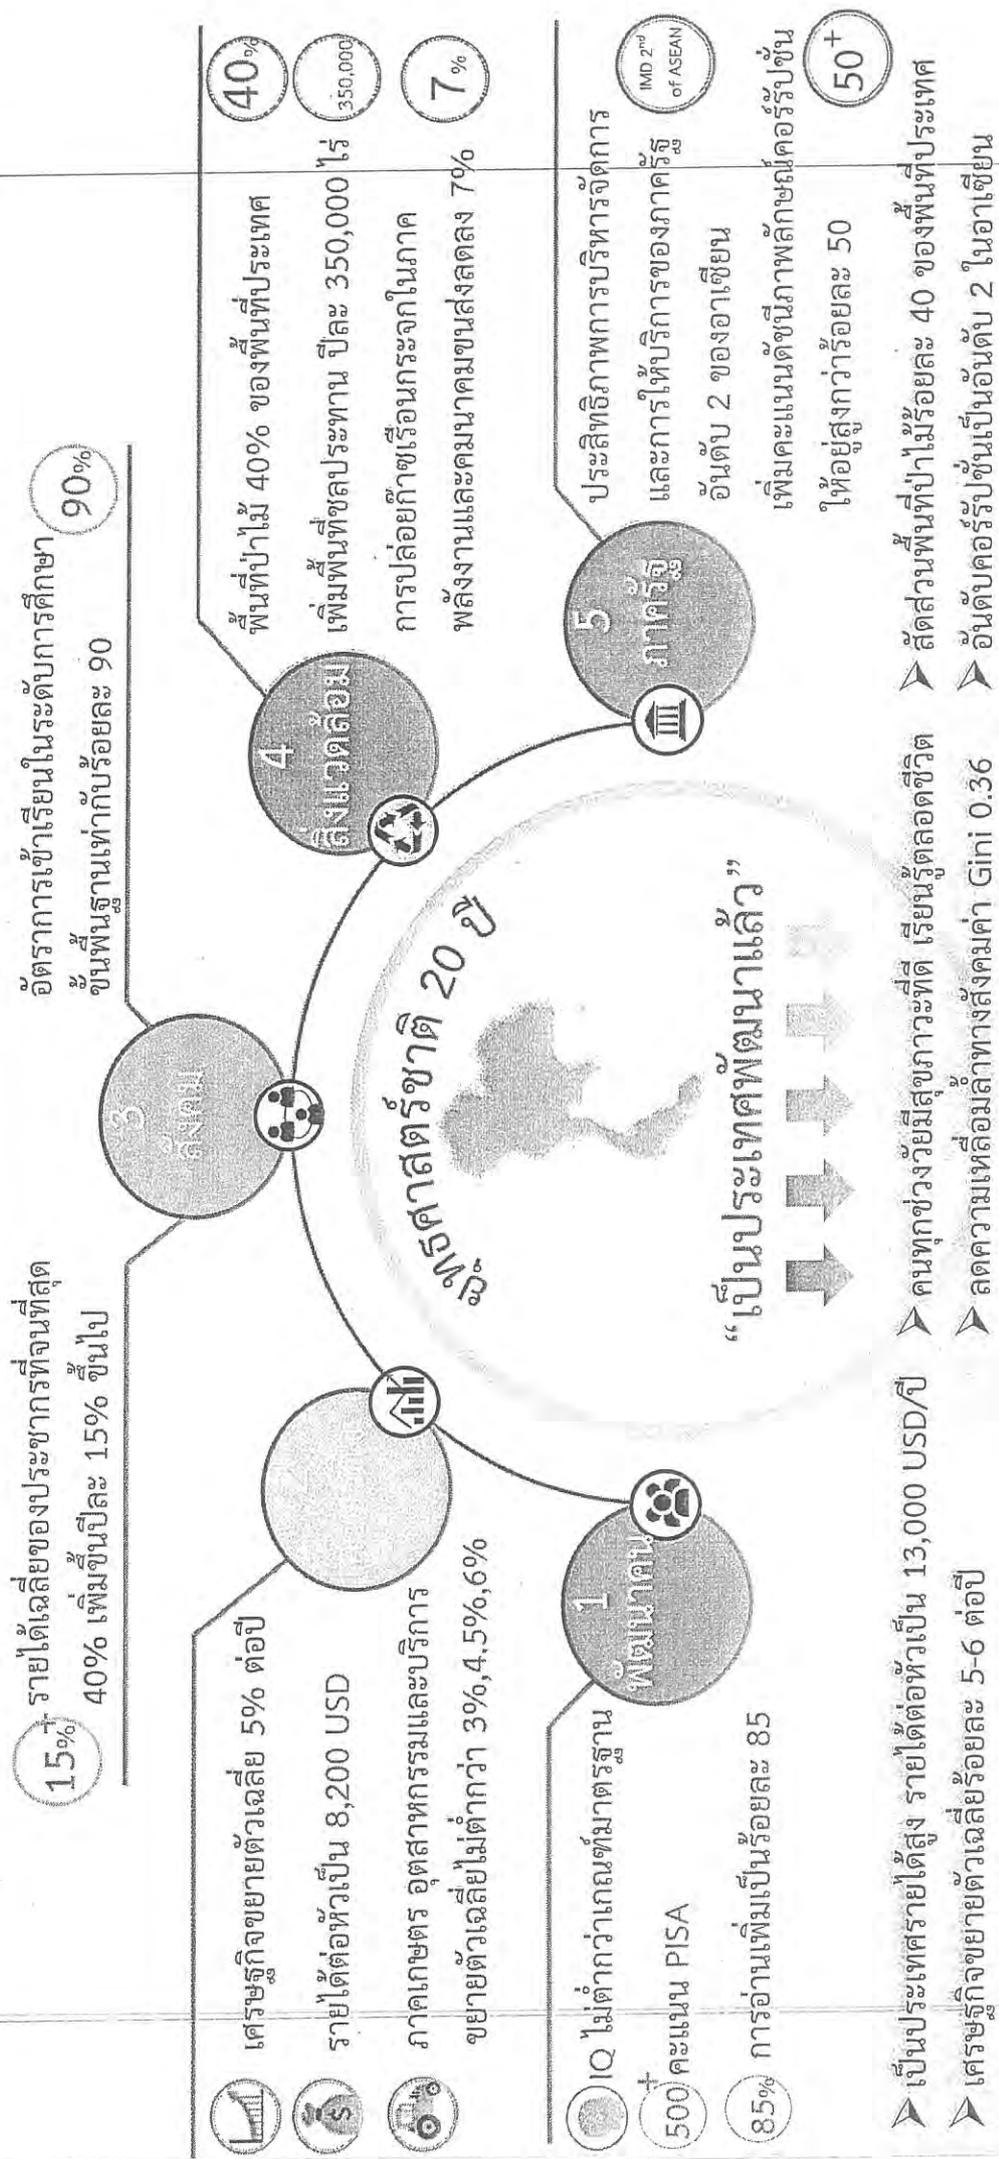 15%+
รายได้เฉลี่ยของประชากรที่จนที่สุด
40% เพิ่มขึ้นปีละ 15% ขึ้นไป
อัตราการเข้าเรียนในระดับการศึกษา
ขั้นพื้นฐานเท่ากับร้อยละ 90
90%
3
สังคม
เศรษฐกิจขยายตัวเฉลี่ย 5% ต่อปี
รายได้ต่อหัวเป็น 8,200 USD
ภาคเกษตร อุตสาหกรรมและบริการ
ขยายตัวเฉลี่ยไม่ต่ำกว่า 3%,4.5%,6%
4
สิ่งแวดล้อม
พื้นที่ป่าไม้ 40% ของพื้นที่ประเทศ
40%
เพิ่มพื้นที่ชลประทาน ปีละ 350,000 ไร่
350,000
การปล่อยก๊าซเรือนกระจกในภาค
พลังงานและคมนาคมขนส่งลดลง 7%
7%
IQ ไม่ต่ำกว่าเกณฑ์มาตรฐาน
500+ คะแนน PISA
85% การอ่านเพิ่มเป็นร้อยละ 85
1
พัฒนาคน
ยุทธศาสตร์ชาติ 20 ปี
“เป็นประเทศพัฒนาแล้ว”
5
ภาครัฐ
ประสิทธิภาพการบริหารจัดการ
และการให้บริการของภาครัฐ
อันดับ 2 ของอาเซียน
IMD 2nd
of ASEAN
เพิ่มคะแนนดัชนีภาพลักษณ์คอร์รัปชั่น
ให้อยู่สูงกว่าร้อยละ 50
50+
➤ เป็นประเทศรายได้สูง รายได้ต่อหัวเป็น 13,000 USD/ปี
➤ เศรษฐกิจขยายตัวเฉลี่ยร้อยละ 5-6 ต่อปี
➤ คนทุกช่วงวัยมีสุขภาวะที่ดี เรียนรู้ตลอดชีวิต
➤ ลดความเหลื่อมล้ำทางสังคมค่า Gini 0.36
➤ สัดส่วนพื้นที่ป่าไม้ร้อยละ 40 ของพื้นที่ประเทศ
➤ อันดับคอร์รัปชั่นเป็นอันดับ 2 ในอาเซียน